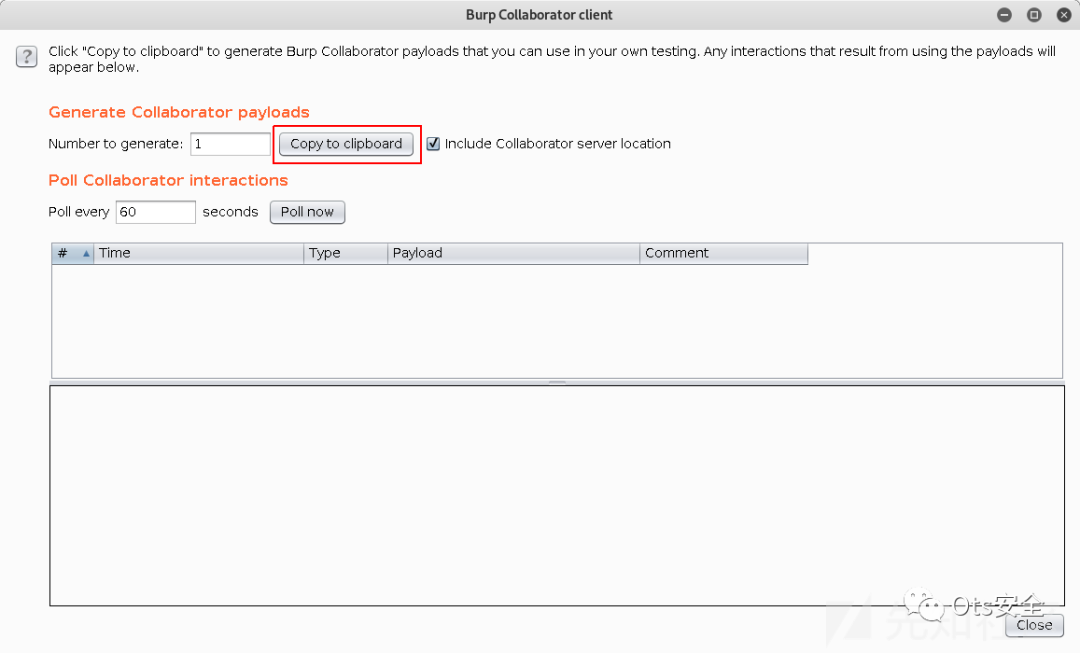 Burp Collaborator client
?
Click "Copy to clipboard" to generate Burp Collaborator payloads that you can use in your own testing. Any interactions that result from using the payloads will
appear below.
Generate Collaborator payloads
Number to generate: 1 Copy to clipboard Include Collaborator server location
Poll Collaborator interactions
Poll every 60 seconds Poll now
# Time Type Payload Comment
Ots安全
先知社
Close